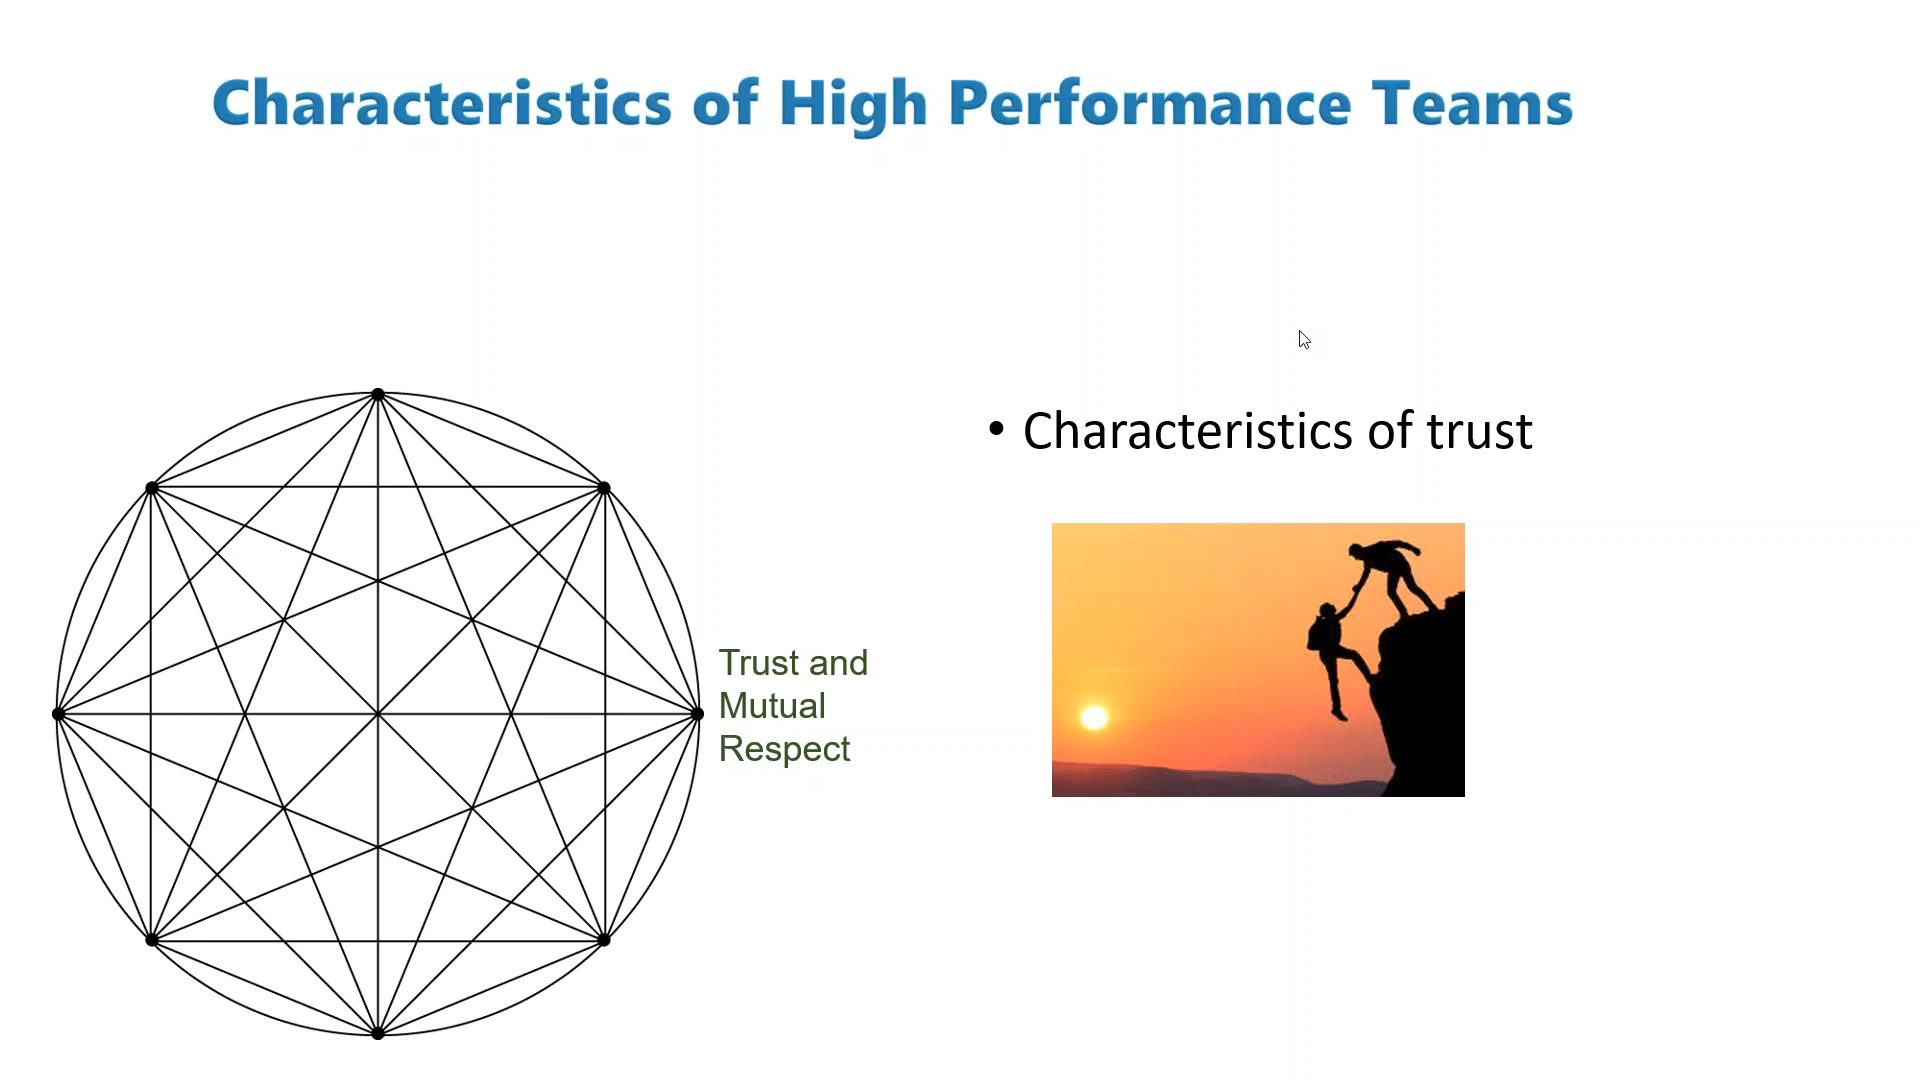 Characteristics of High Performance Teams
• Characteristics of trust
Trust and
Mutual
Respect